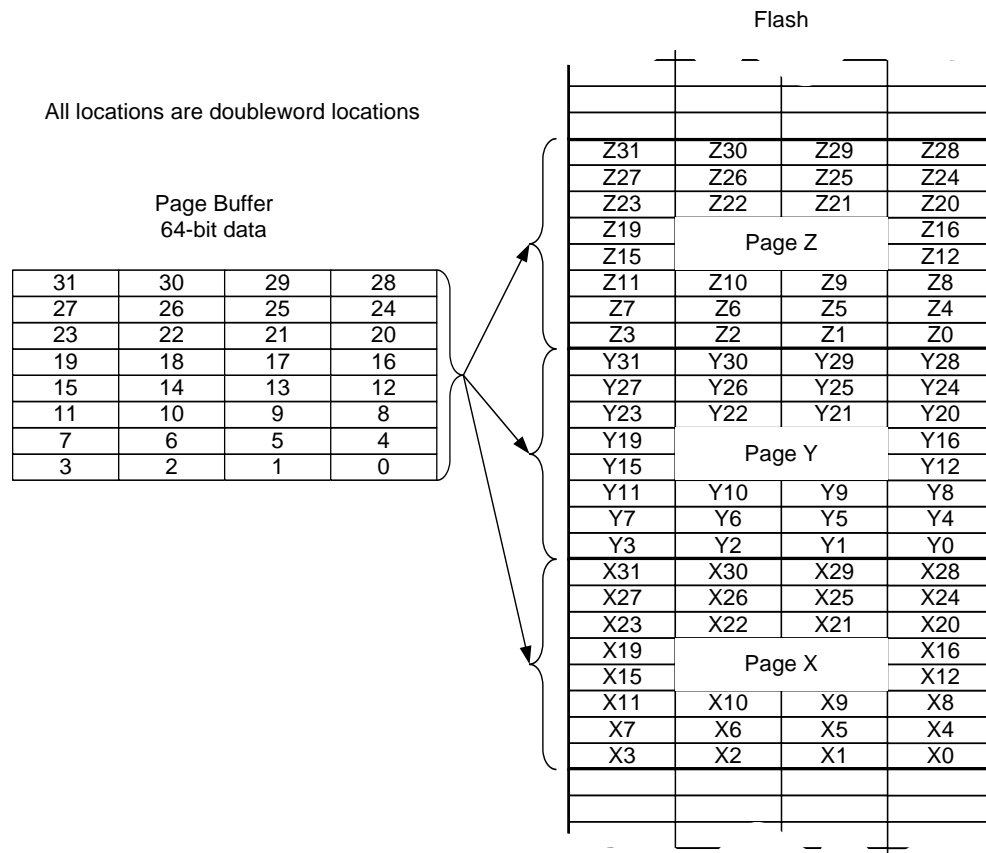 Flash
All locations are doubleword locations
Page Buffer
64-bit data
31 30 29 28
27 26 25 24
23 22 21 20
19 18 17 16
15 14 13 12
11 10 9 8
7 6 5 4
3 2 1 0
Z31 Z30 Z29 Z28
Z27 Z26 Z25 Z24
Z23 Z22 Z21 Z20
Z19 Z16
Page Z
Z15 Z12
Z11 Z10 Z9 Z8
Z7 Z6 Z5 Z4
Z3 Z2 Z1 Z0
Y31 Y30 Y29 Y28
Y27 Y26 Y25 Y24
Y23 Y22 Y21 Y20
Y19 Y16
Page Y
Y15 Y12
Y11 Y10 Y9 Y8
Y7 Y6 Y5 Y4
Y3 Y2 Y1 Y0
X31 X30 X29 X28
X27 X26 X25 X24
X23 X22 X21 X20
X19 X16
Page X
X15 X12
X11 X10 X9 X8
X7 X6 X5 X4
X3 X2 X1 X0